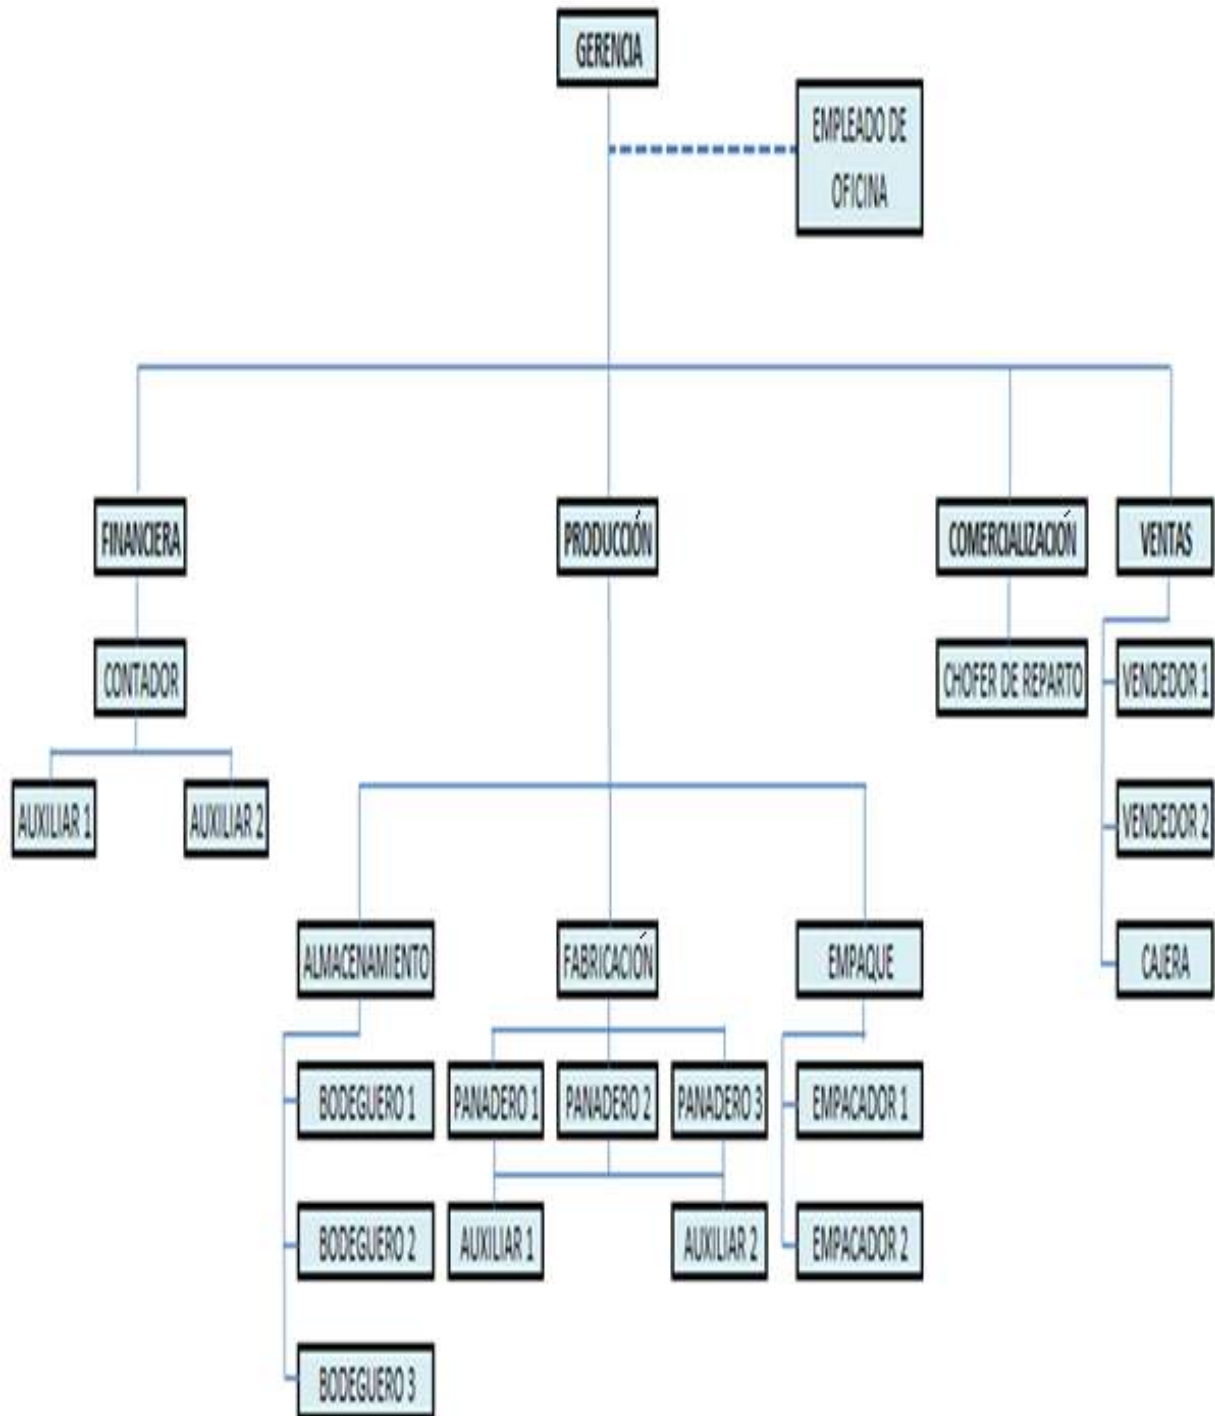 GERENCIA
EMPLEADO DE
OFICINA
FINANCIERA
PRODUCCIÓN
COMERCIALIZACIÓN
VENTAS
CONTADOR
CHOFER DE REPARTO
VENDEDOR 1
AUXILIAR 1
AUXILIAR 2
VENDEDOR 2
ALMACENAMIENTO
FABRICACIÓN
EMPAQUE
CAJERA
BODEGUERO 1
PANADERO 1
PANADERO 2
PANADERO 3
EMPACADOR 1
BODEGUERO 2
AUXILIAR 1
AUXILIAR 2
EMPACADOR 2
BODEGUERO 3